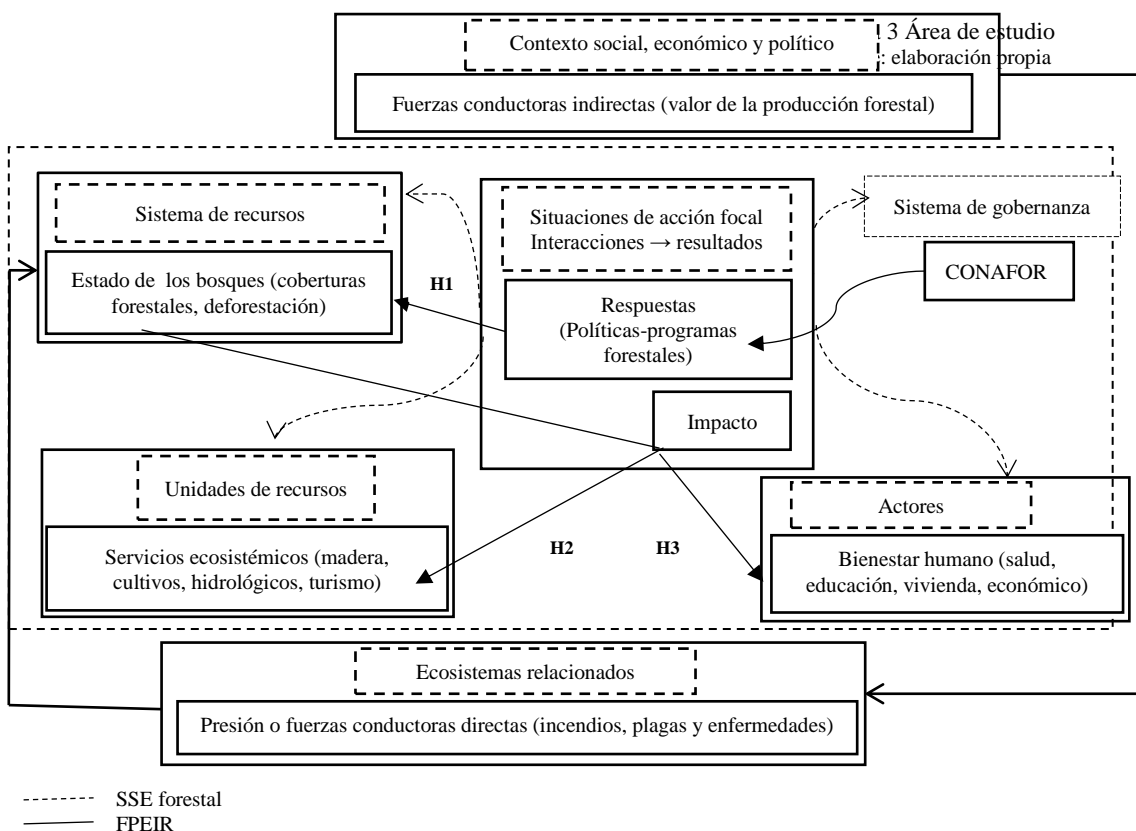 Contexto social, económico y político
3 Área de estudio
: elaboración propia
Fuerzas conductoras indirectas (valor de la producción forestal)
Sistema de recursos
Estado de los bosques (coberturas
forestales, deforestación)
H1
Situaciones de acción focal
Interacciones → resultados
Respuestas
(Políticas-programas
forestales)
Impacto
Sistema de gobernanza
CONAFOR
Unidades de recursos
Servicios ecosistémicos (madera,
cultivos, hidrológicos, turismo)
H2
H3
Actores
Bienestar humano (salud,
educación, vivienda, económico)
Ecosistemas relacionados
Presión o fuerzas conductoras directas (incendios, plagas y enfermedades)
SSE forestal
FPEIR